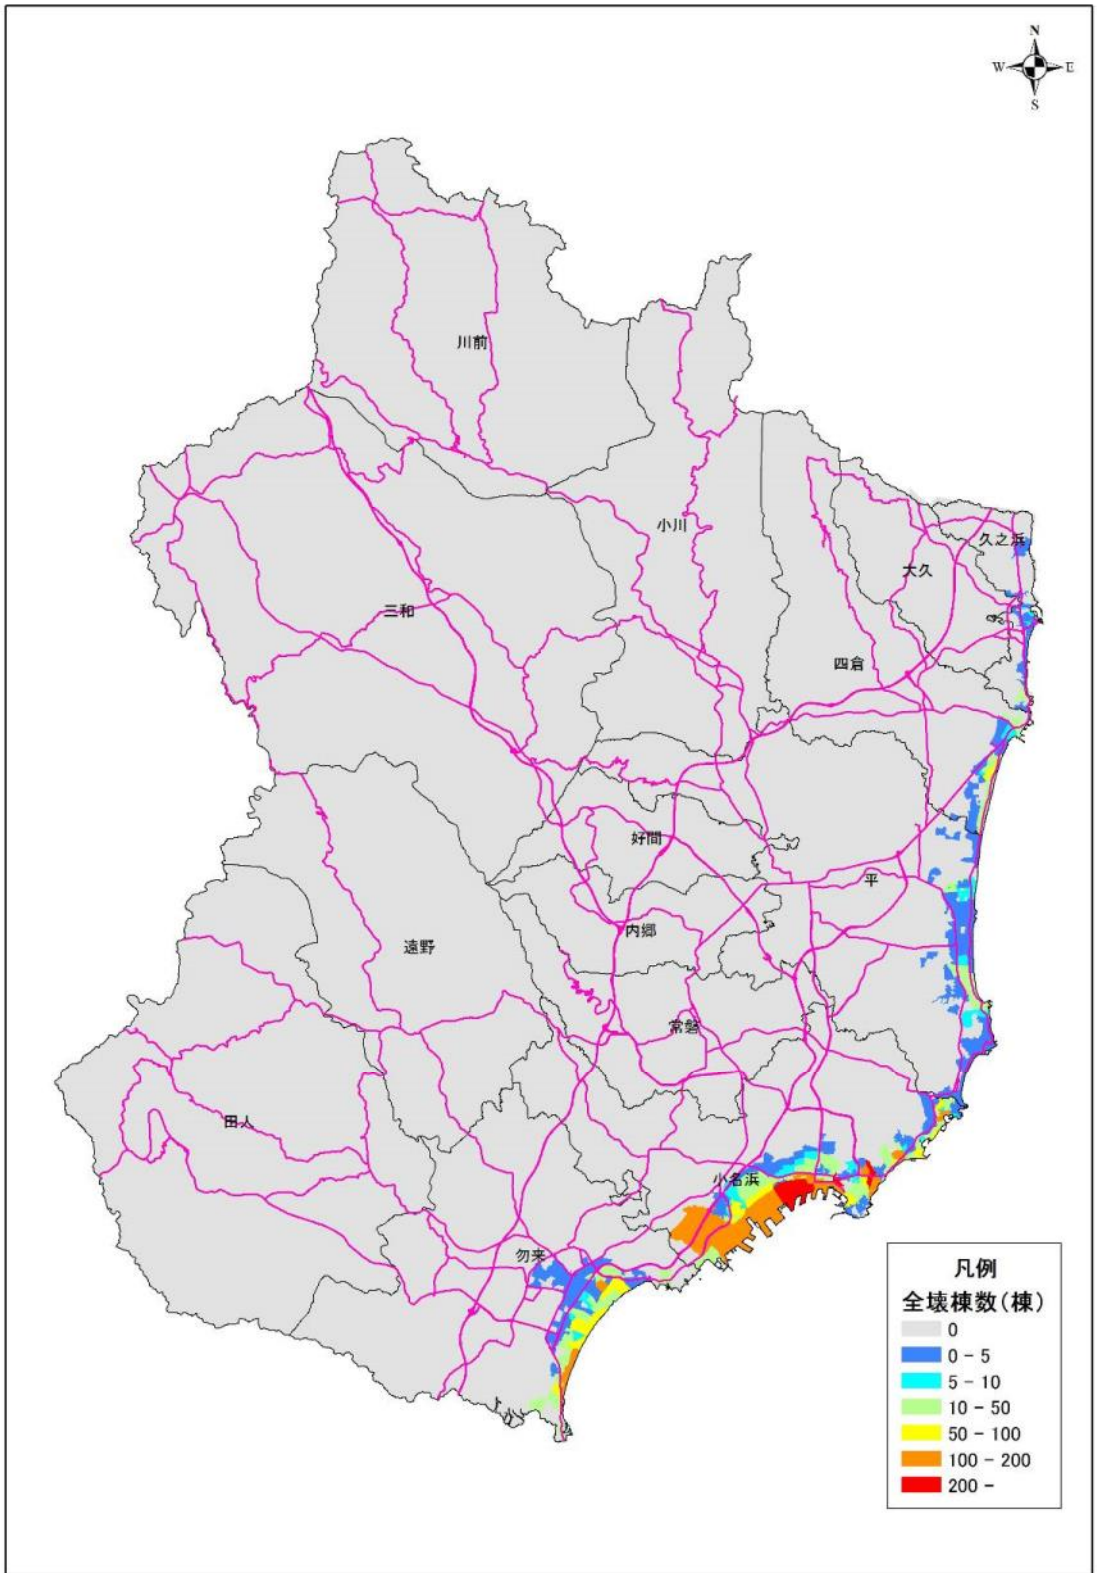 N
W E
S
川前
小川
久之浜
大久
三和
四倉
好間
平
内郷
遠野
常磐
田人
小名浜
勿来
凡例
全壊棟数(棟)
0
0 - 5
5 - 10
10 - 50
50 - 100
100 - 200
200 -